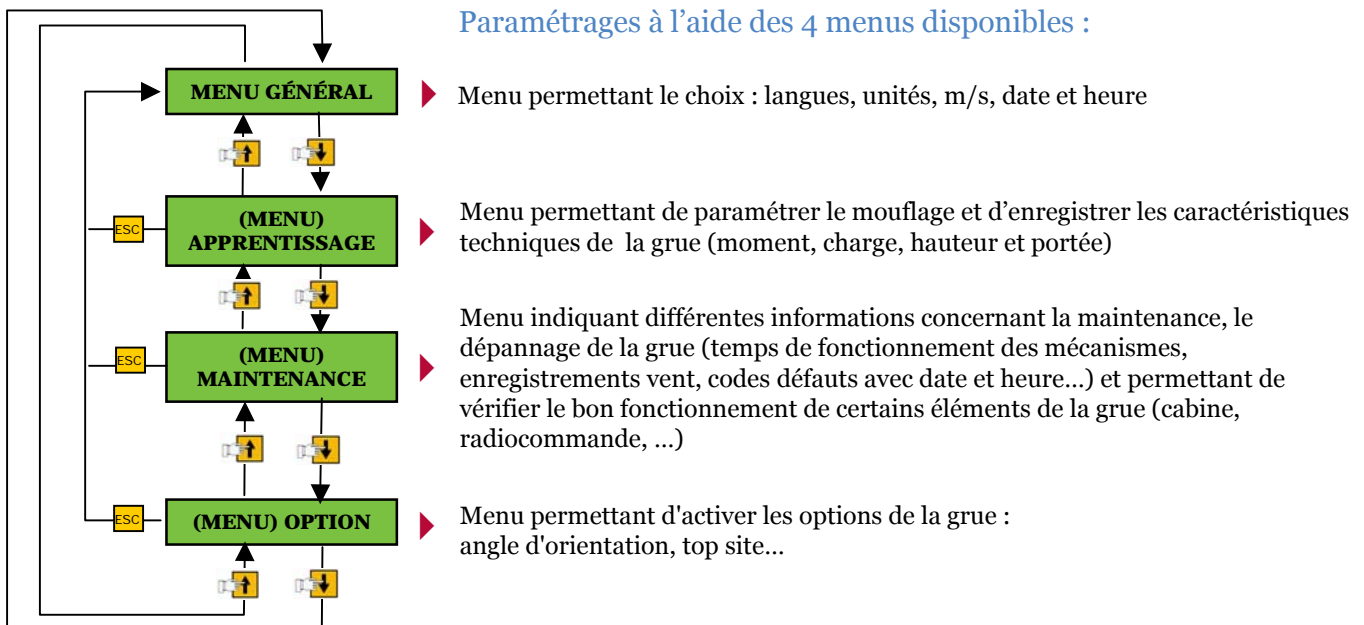 Paramétrages à l’aide des 4 menus disponibles :
MENU GÉNÉRAL
Menu permettant le choix : langues, unités, m/s, date et heure
ESC
(MENU)
APPRENTISSAGE
Menu permettant de paramétrer le mouflage et d’enregistrer les caractéristiques
techniques de la grue (moment, charge, hauteur et portée)
ESC
(MENU)
MAINTENANCE
Menu indiquant différentes informations concernant la maintenance, le
dépannage de la grue (temps de fonctionnement des mécanismes,
enregistrements vent, codes défauts avec date et heure...) et permettant de
vérifier le bon fonctionnement de certains éléments de la grue (cabine,
radiocommande, ...)
ESC
(MENU) OPTION
Menu permettant d'activer les options de la grue :
angle d'orientation, top site...